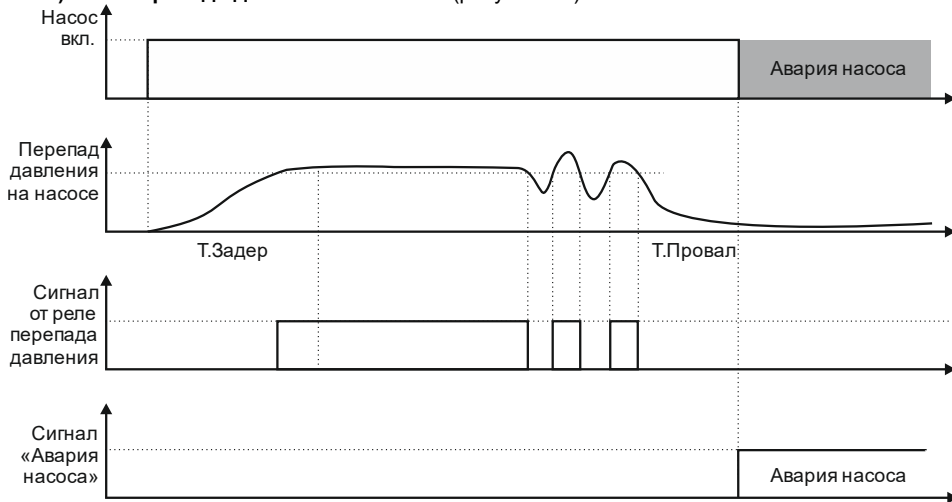 Насос
вкл.
Авария насоса
Перепад
давления
на насосе
Т.Задер
Т.Провал
Сигнал
от реле
перепада
давления
Сигнал
«Авария
насоса»
Авария насоса